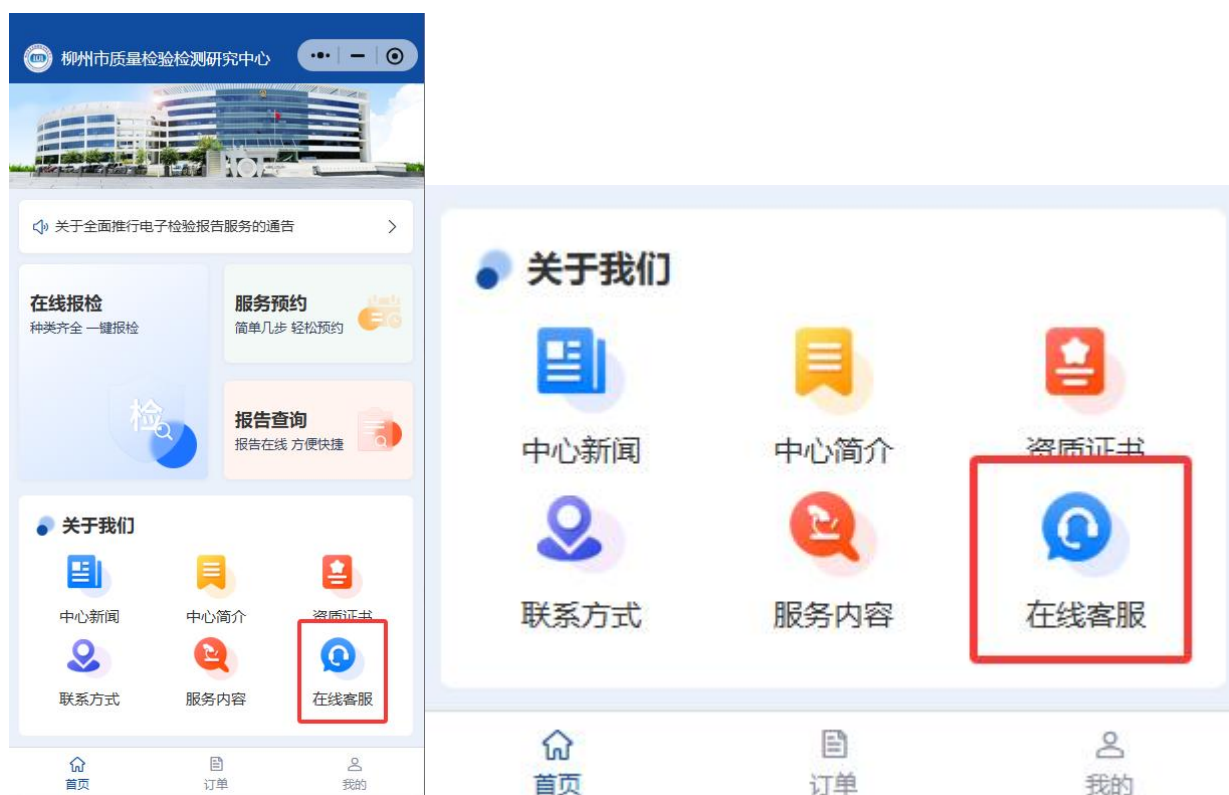 柳州市质量检验检测研究中心
关于全面推行电子检验报告服务的通告
在线报检
种类齐全 一键报检
服务预约
简单几步 轻松预约
检
报告查询
报告在线 方便快捷
关于我们
中心新闻
中心简介
资质证书
联系方式
服务内容
在线客服
首页
订单
我的
关于我们
中心新闻
中心简介
资质证书
联系方式
服务内容
在线客服
首页
订单
我的